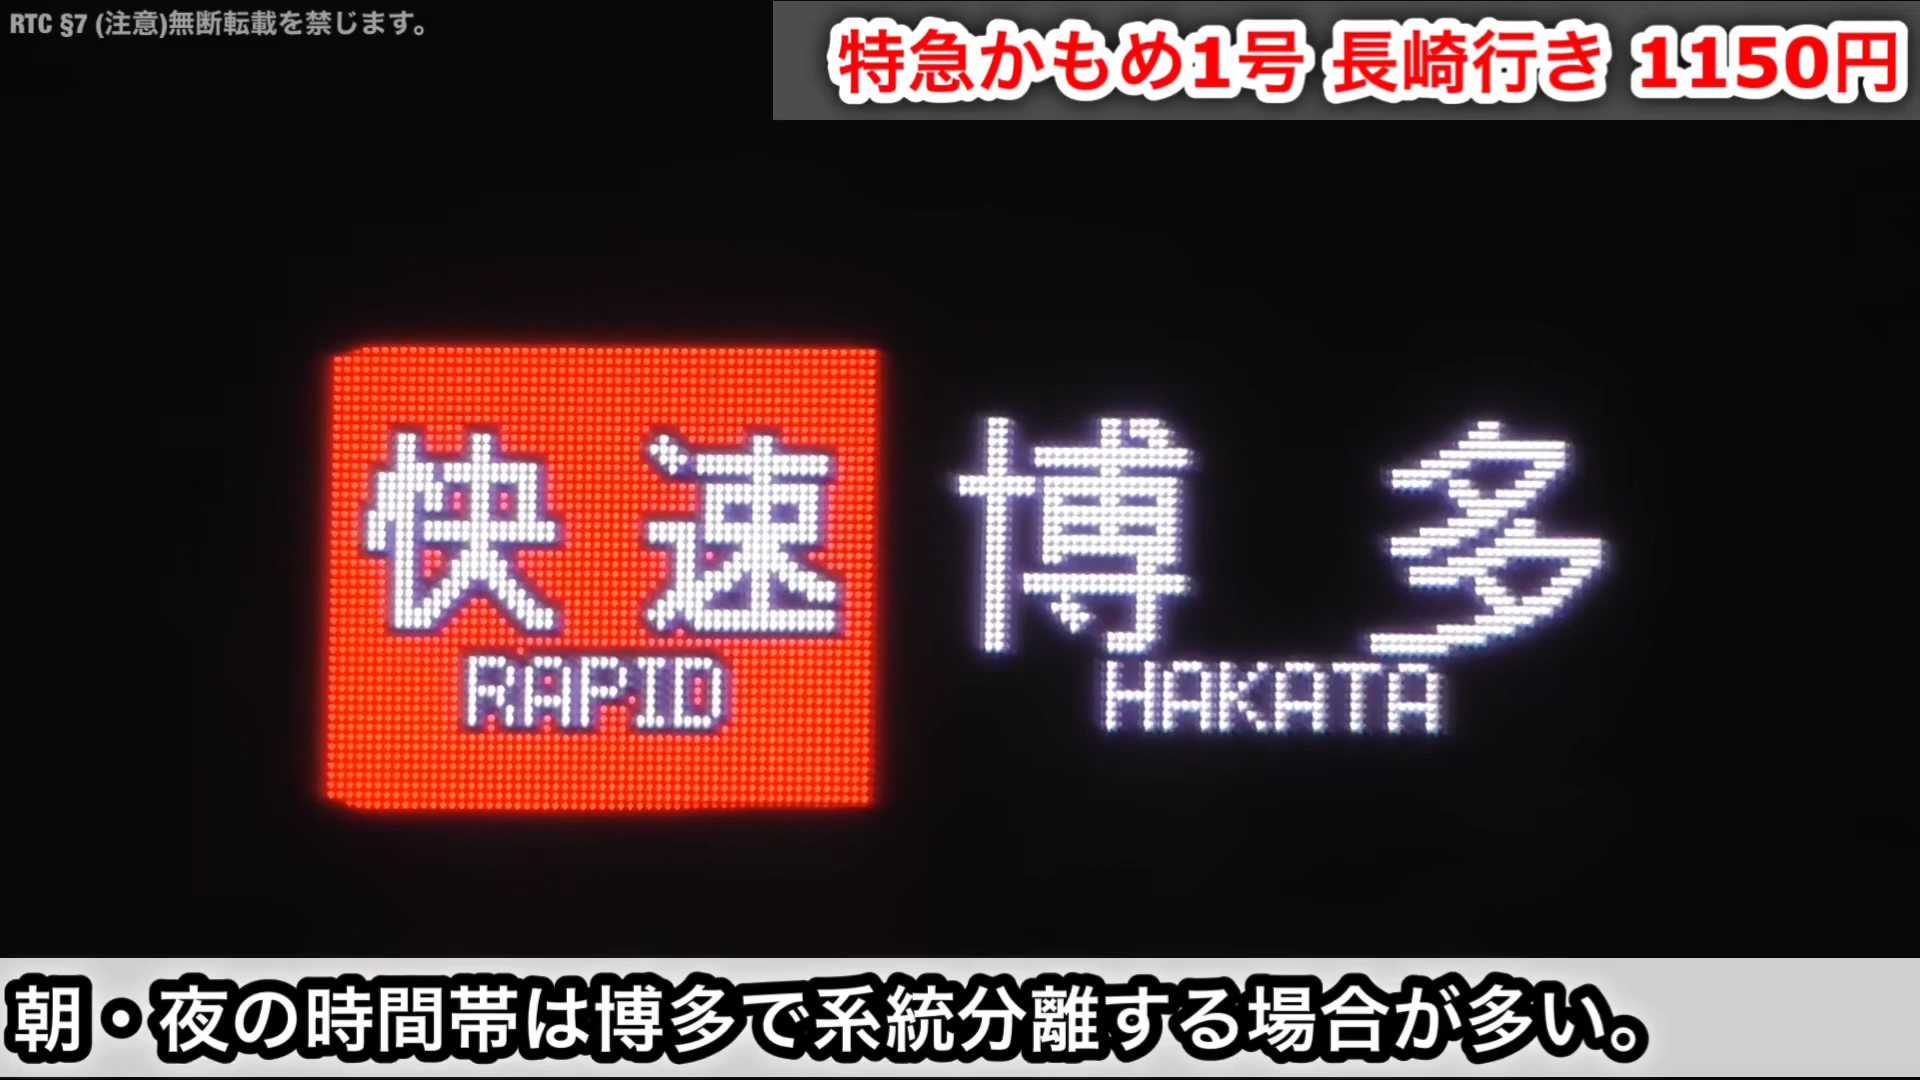 RTC §7 (注意)無断転載を禁じます。
特急かもめ1号 長崎行き 1150円
快速 博多
RAPID HAKATA
朝・夜の時間帯は博多で系統分離する場合が多い。